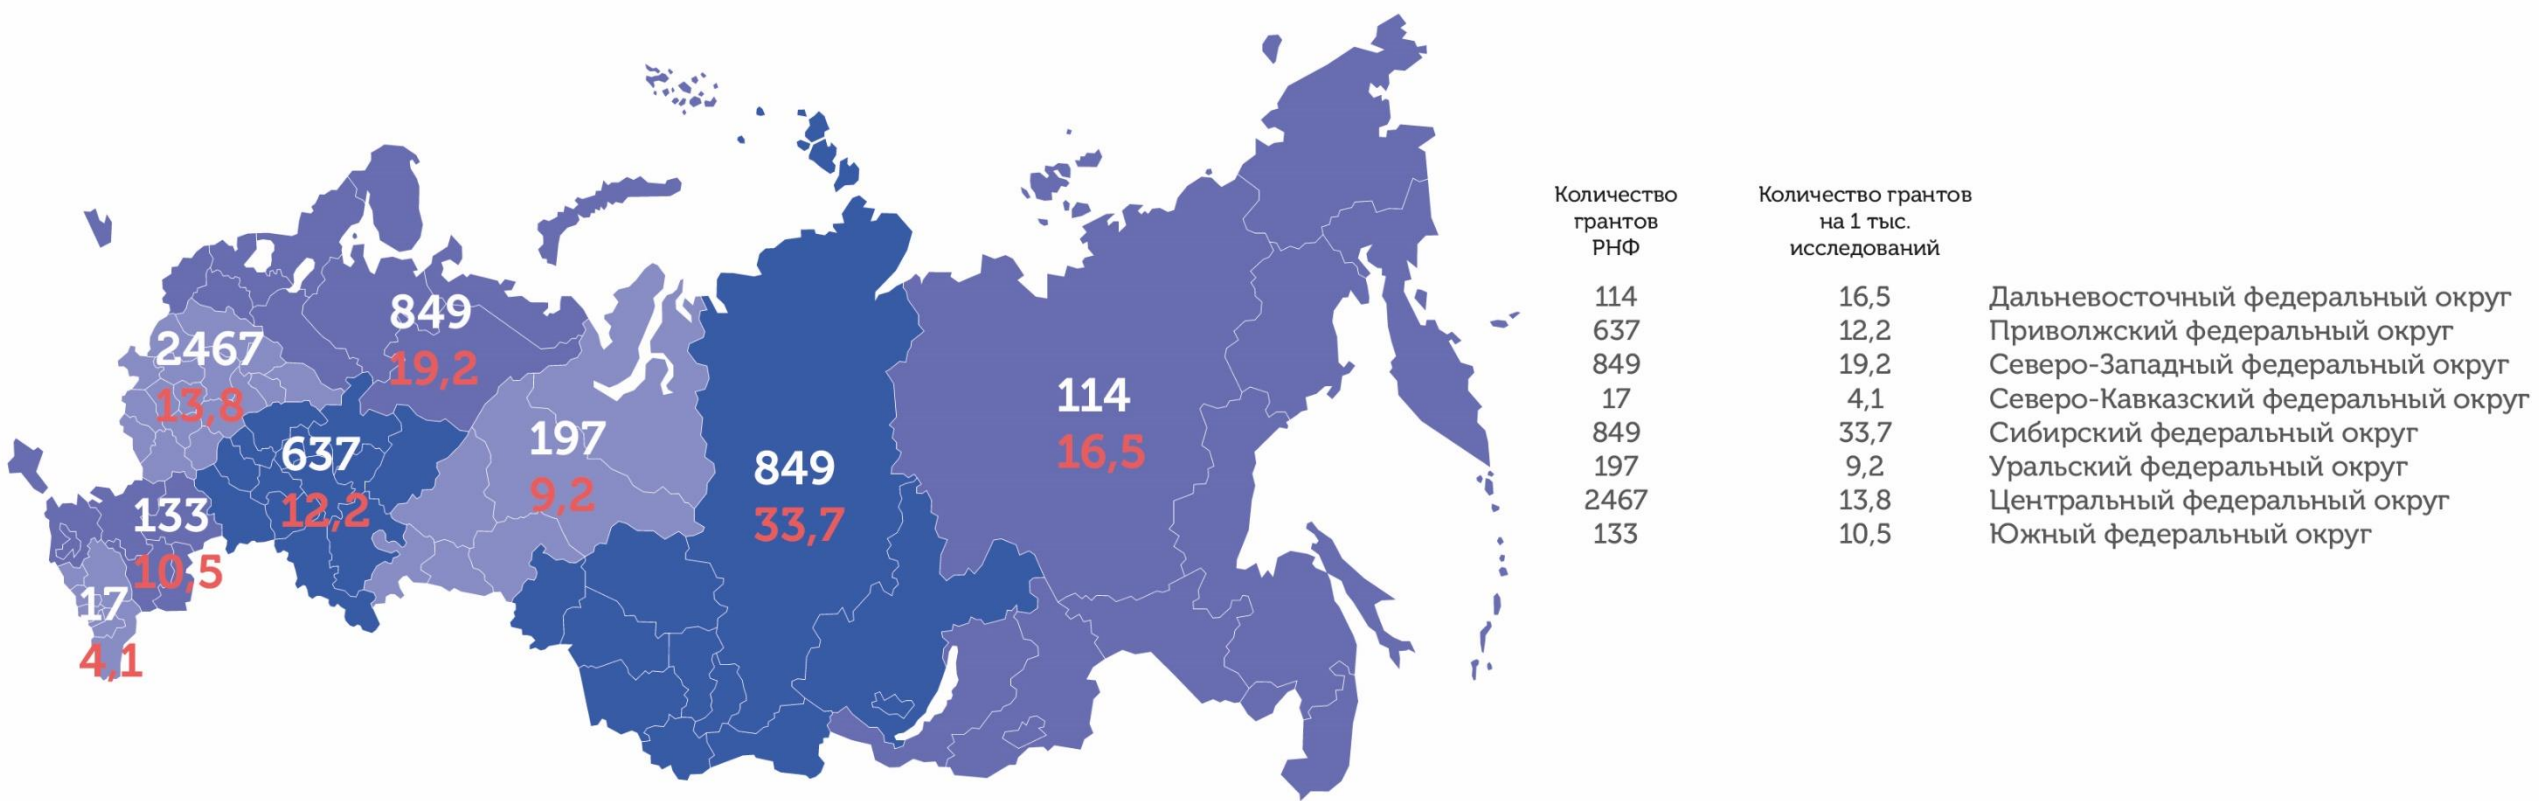 849
19,2
2467
13,8
637
12,2
197
9,2
849
33,7
114
16,5
133
10,5
17
4,1
Количество
грантов
РНФ
Количество грантов
на 1 тыс.
исследований
114 16,5 Дальневосточный федеральный округ
637 12,2 Приволжский федеральный округ
849 19,2 Северо-Западный федеральный округ
17 4,1 Северо-Кавказский федеральный округ
849 33,7 Сибирский федеральный округ
197 9,2 Уральский федеральный округ
2467 13,8 Центральный федеральный округ
133 10,5 Южный федеральный округ